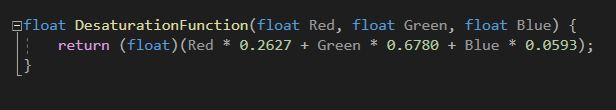 float DesaturationFunction(float Red, float Green, float Blue) {
return (float)(Red * 0.2627 + Green * 0.6780 + Blue * 0.0593);
}